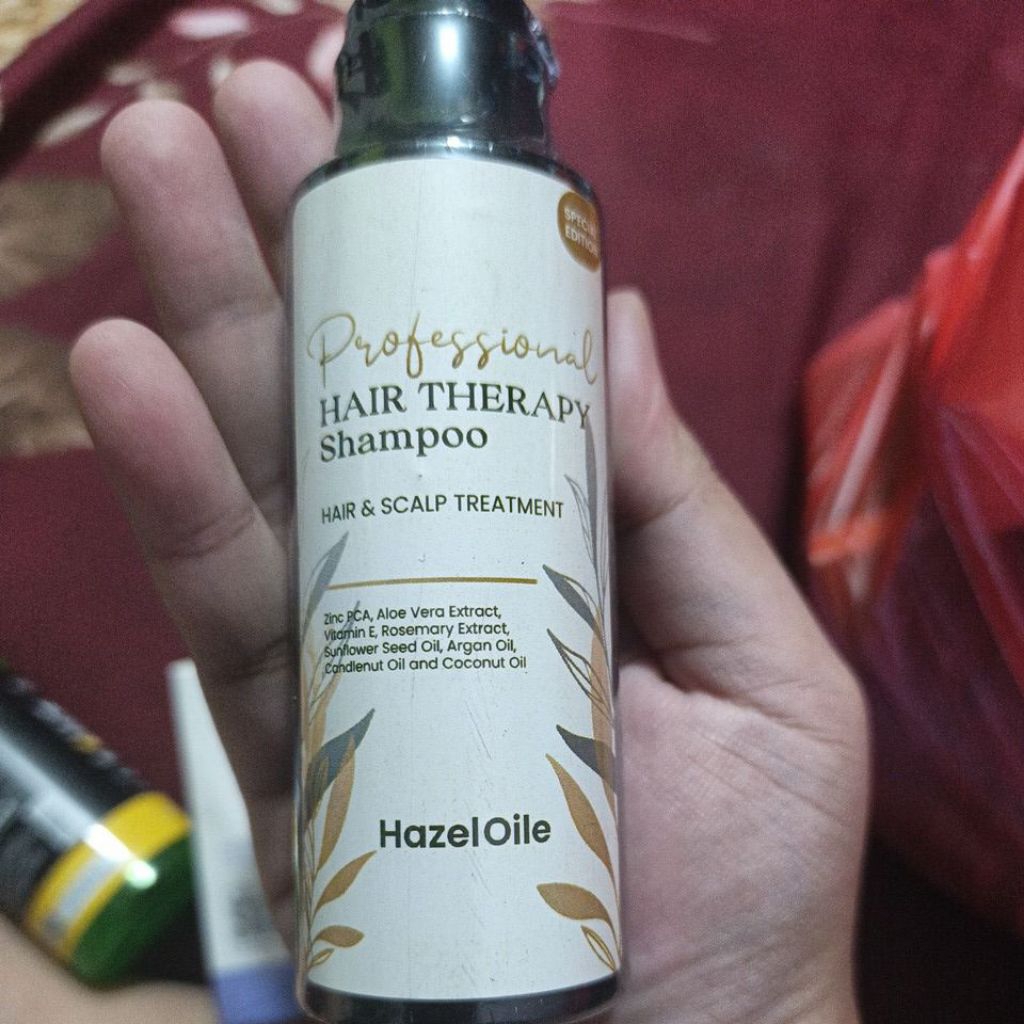 SPECIAL
EDITION
Professional
HAIR THERAPY
Shampoo
HAIR & SCALP TREATMENT
Zinc PCA, Aloe Vera Extract,
Vitamin E, Rosemary Extract,
Sunflower Seed Oil, Argan Oil,
Candlenut Oil and Coconut Oil
HazelOile